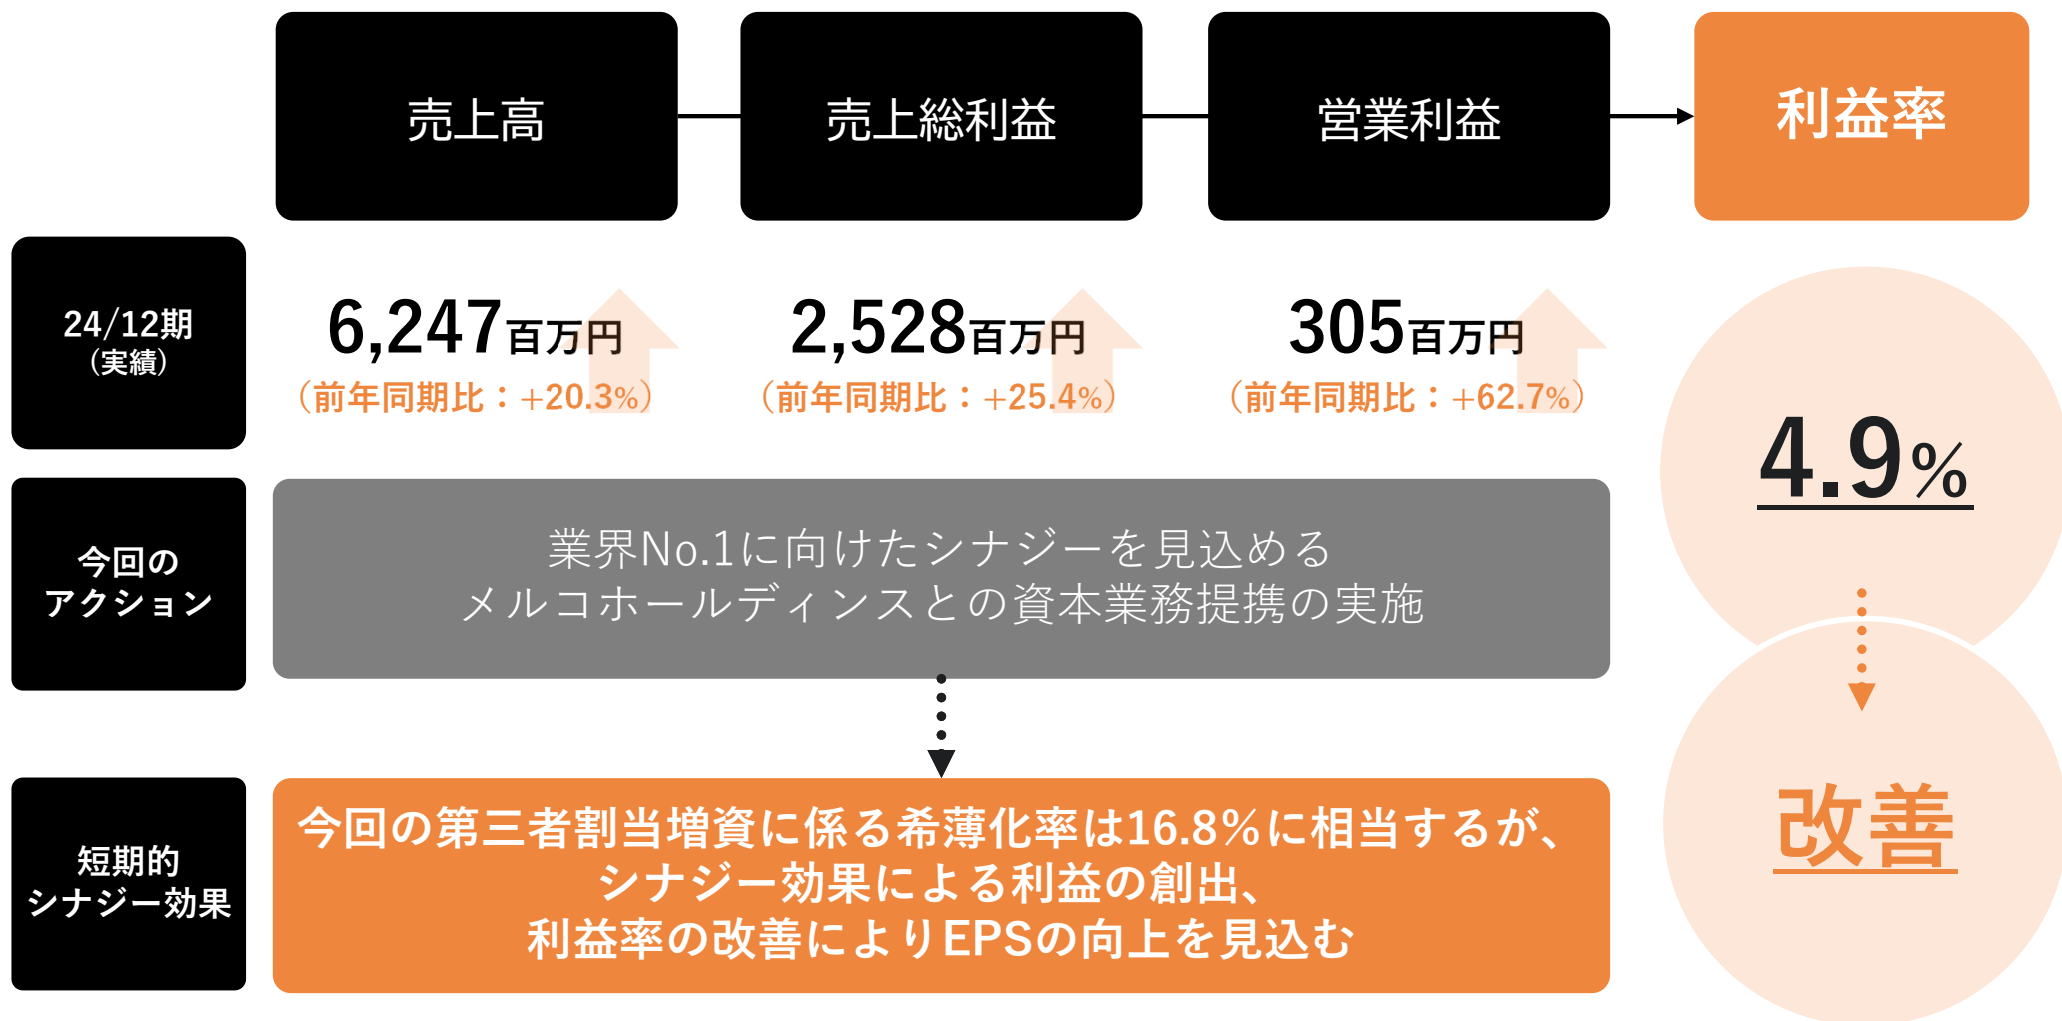 売上高
売上総利益
営業利益
利益率
24/12期
(実績)
6,247百万円
（前年同期比：+20.3%）
2,528百万円
（前年同期比：+25.4%）
305百万円
（前年同期比：+62.7%）
4.9%
今回の
アクション
業界No.1に向けたシナジーを見込める
メルコホールディンスとの資本業務提携の実施
短期的
シナジー効果
今回の第三者割当増資に係る希薄化率は16.8%に相当するが、
シナジー効果による利益の創出、
利益率の改善によりEPSの向上を見込む
改善